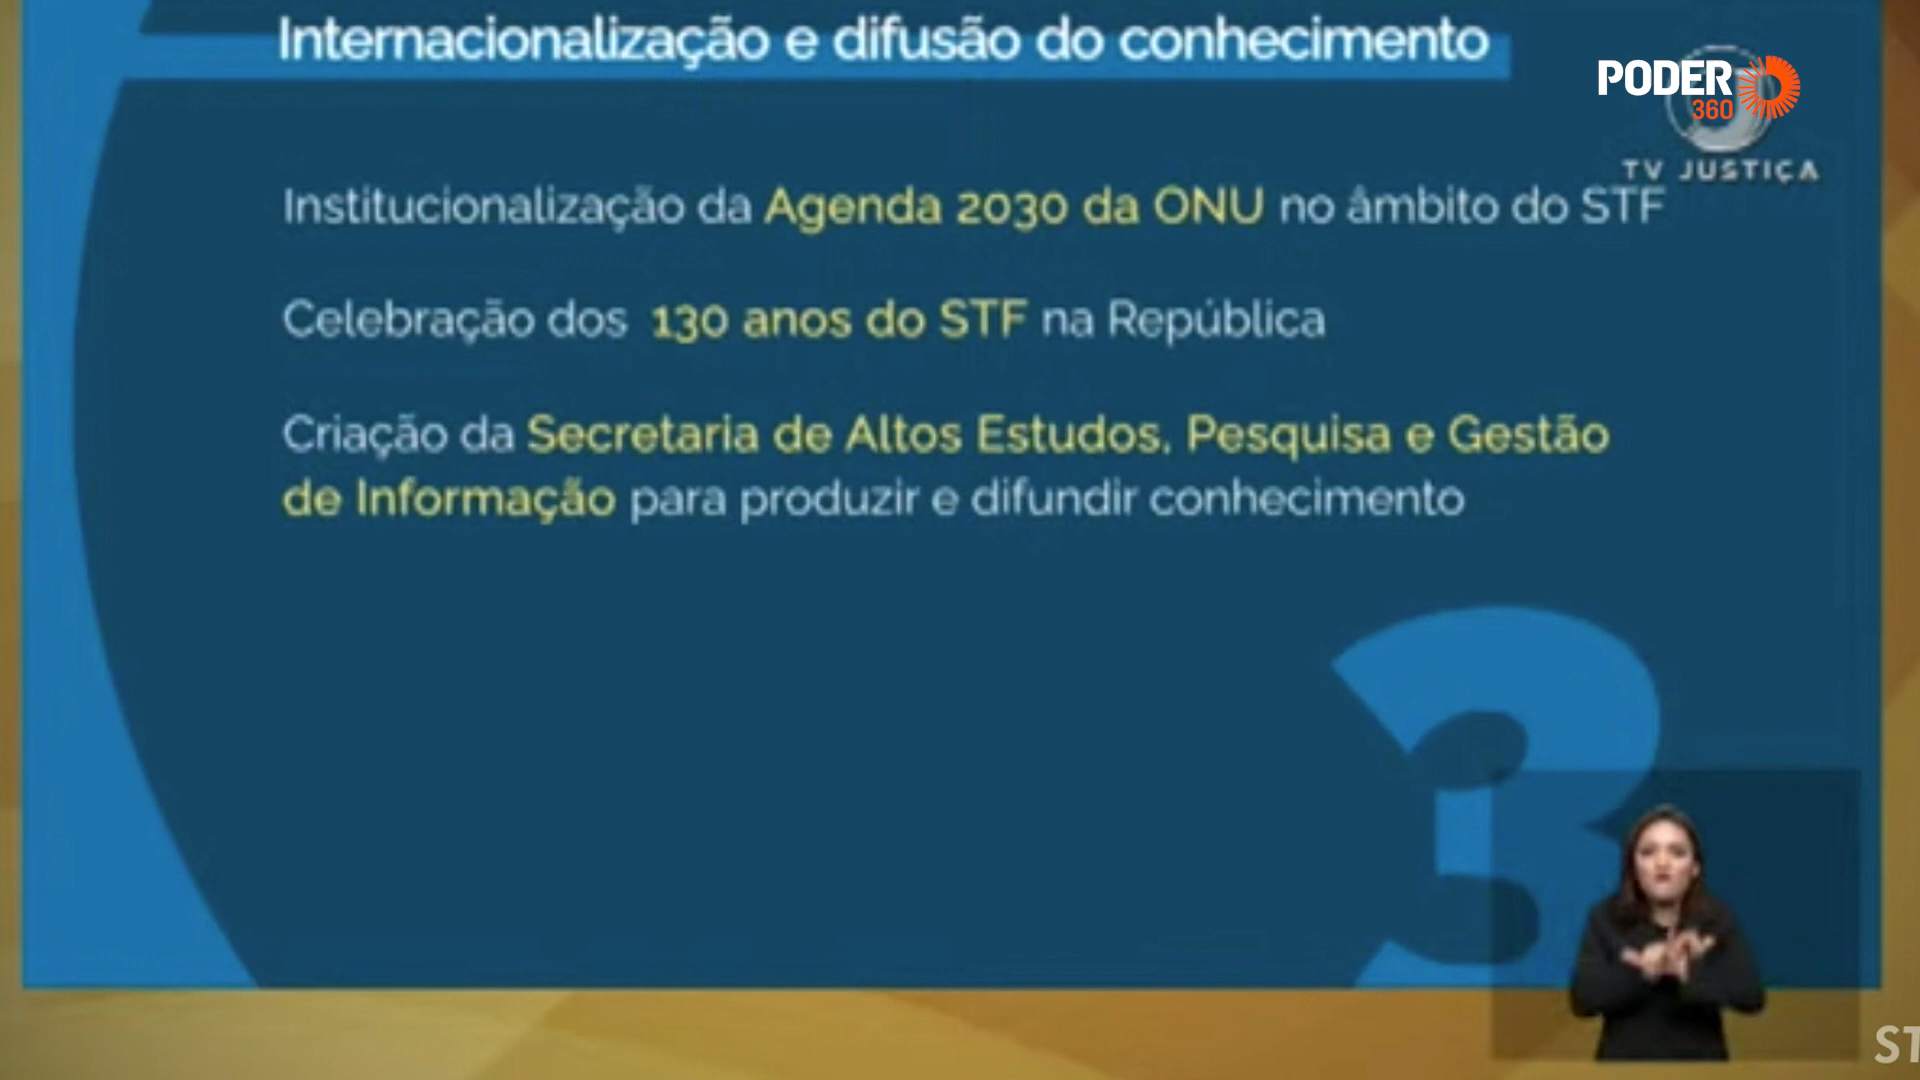 Internacionalização e difusão do conhecimento
PODER
360
TV JUSTIÇA
Institucionalização da Agenda 2030 da ONU no âmbito do STF
Celebração dos 130 anos do STF na República
Criação da Secretaria de Altos Estudos, Pesquisa e Gestão
de Informação para produzir e difundir conhecimento
3
ST